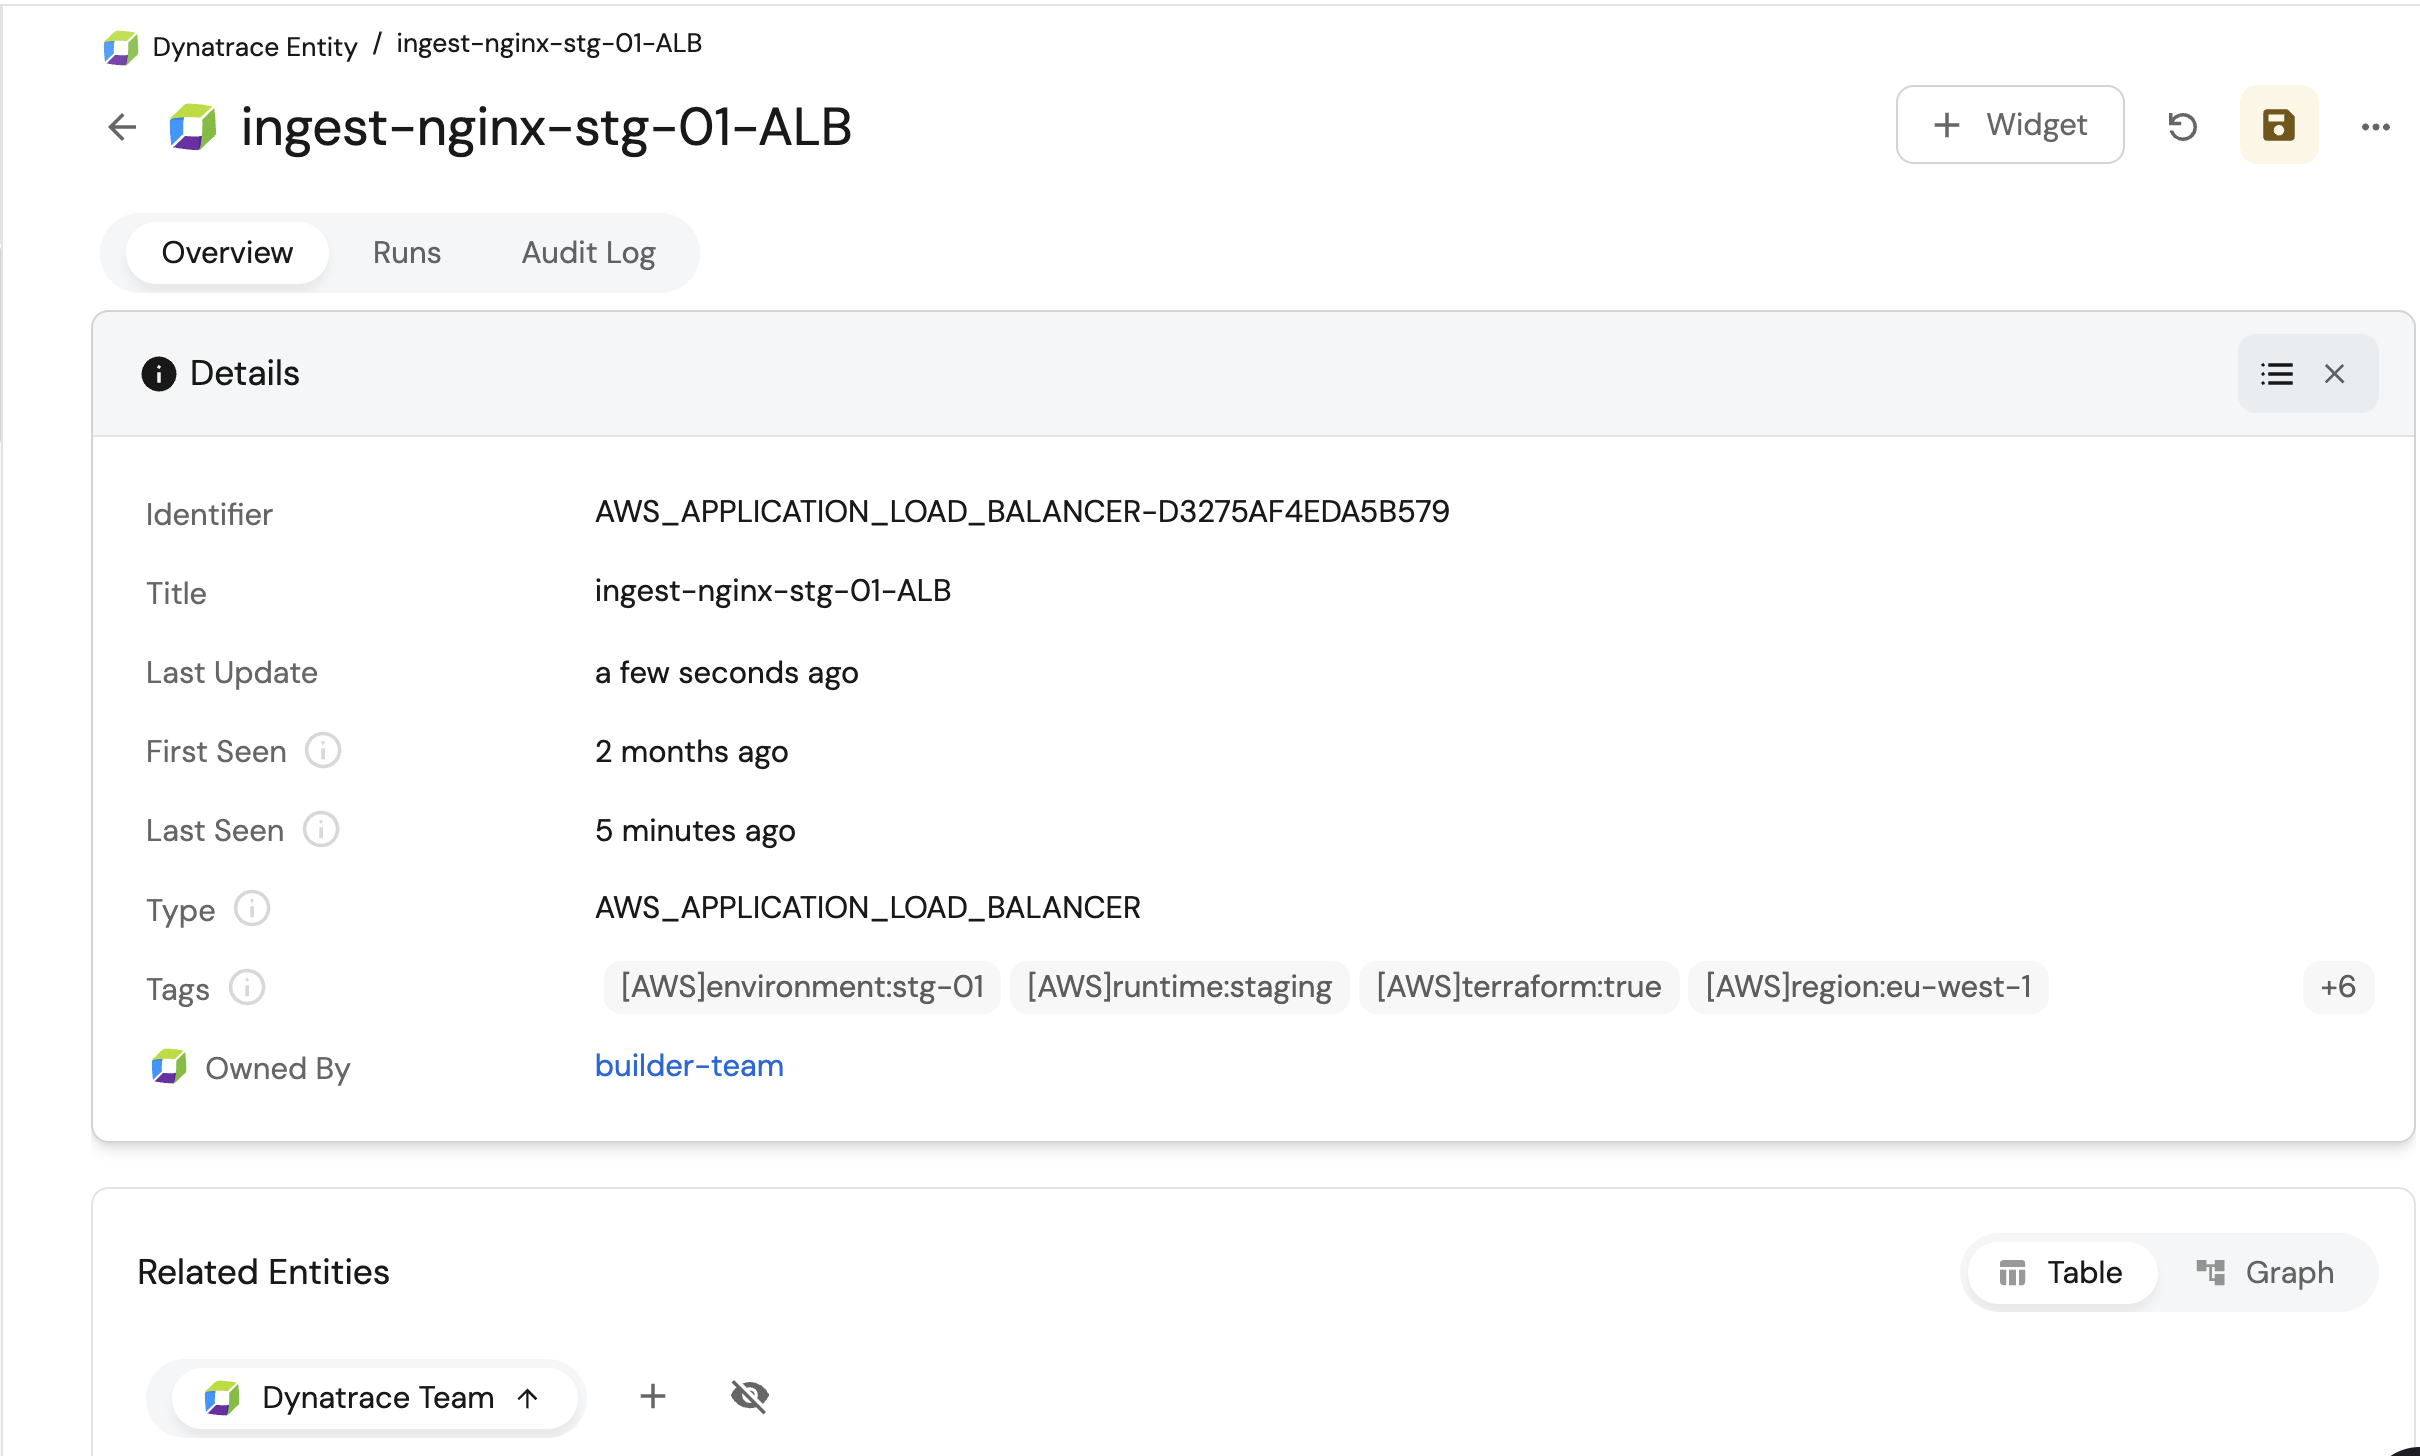 Dynatrace Entity / ingest-nginx-stg-01-ALB
ingest-nginx-stg-01-ALB
Widget
Overview Runs Audit Log
Details
Identifier AWS_APPLICATION_LOAD_BALANCER-D3275AF4EDA5B579
Title ingest-nginx-stg-01-ALB
Last Update a few seconds ago
First Seen 2 months ago
Last Seen 5 minutes ago
Type AWS_APPLICATION_LOAD_BALANCER
Tags [AWS]environment:stg-01 [AWS]runtime:staging [AWS]terraform:true [AWS]region:eu-west-1 +6
Owned By builder-team
Related Entities Table Graph
Dynatrace Team